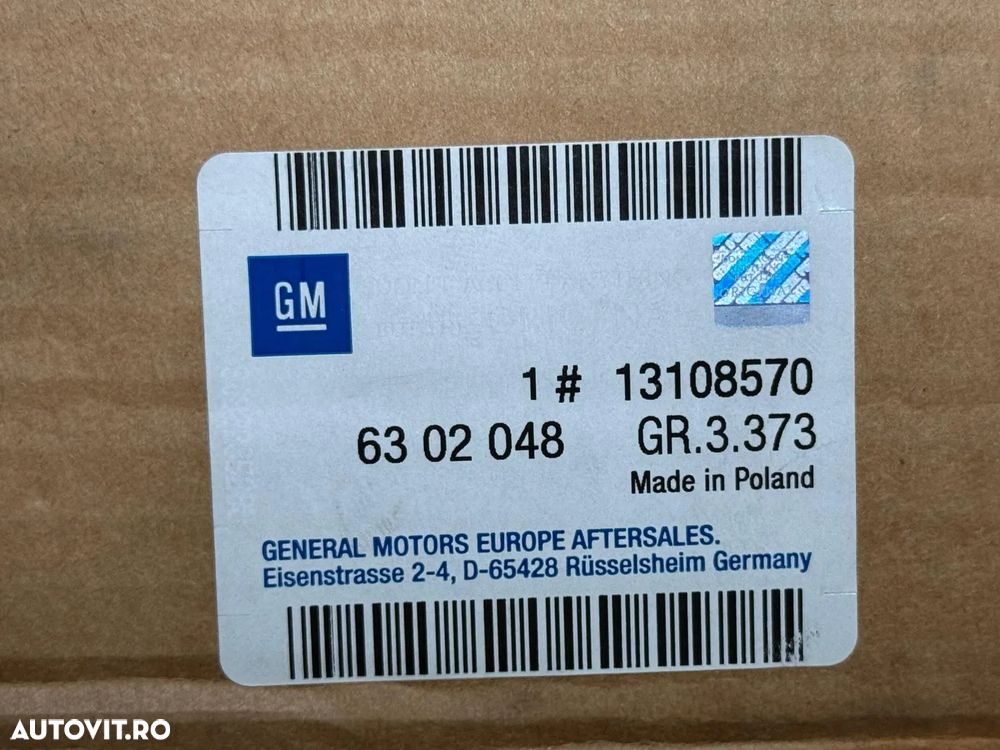 GM
1 # 13108570
63 02 048 GR.3.373
Made in Poland
GENERAL MOTORS EUROPE AFTERSALES.
Eisenstrasse 2-4, D-65428 Rüsselsheim Germany
AUTOVIT.RO